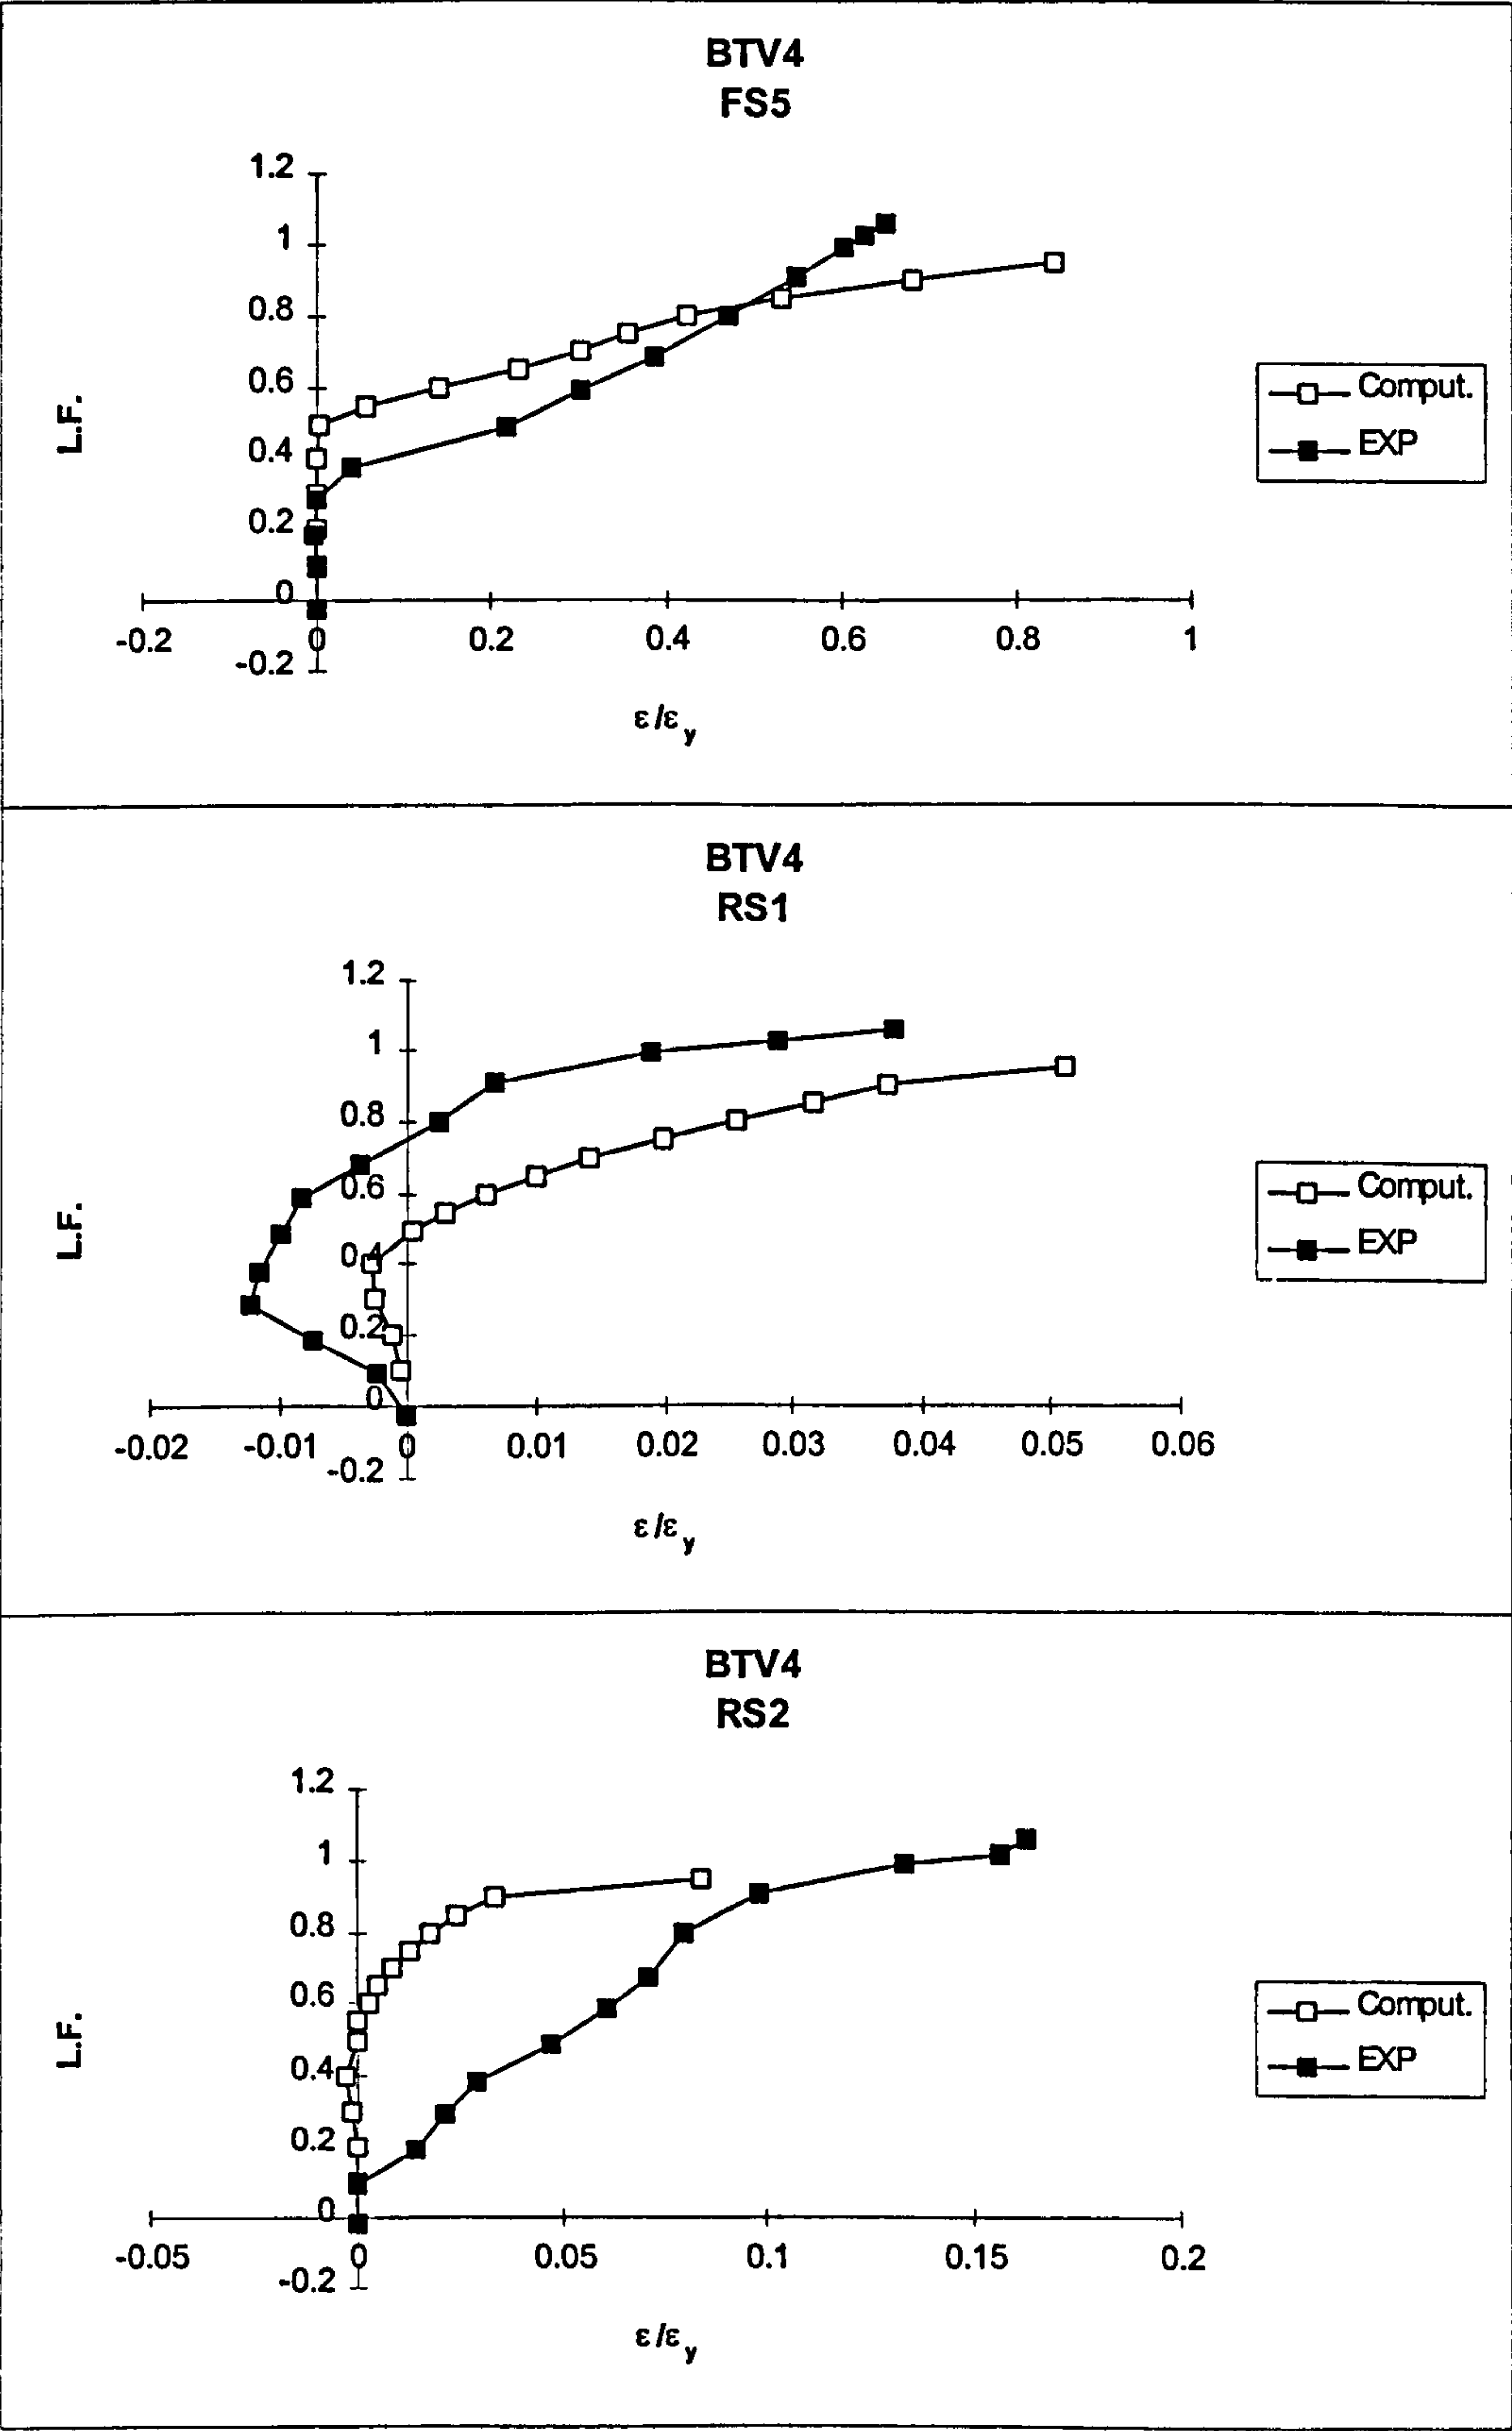 BTV4
FS5
1.2
1
0.8
0.6
0.4
0.2
0
-0.2
L.F.
-0.2 0 0.2 0.4 0.6 0.8 1
ε/εy
Comput.
EXP
BTV4
RS1
1.2
1
0.8
0.6
0.4
0.2
0
-0.2
L.F.
-0.02 -0.01 0 0.01 0.02 0.03 0.04 0.05 0.06
ε/εy
Comput.
EXP
BTV4
RS2
1.2
1
0.8
0.6
0.4
0.2
0
-0.2
L.F.
-0.05 0 0.05 0.1 0.15 0.2
ε/εy
Comput.
EXP